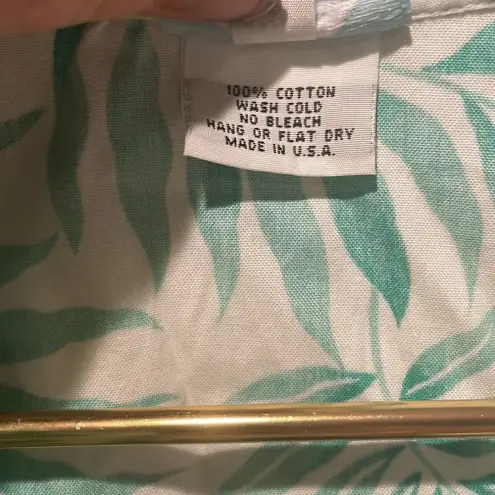 100% COTTON
WASH COLD
NO BLEACH
HANG OR FLAT DRY
MADE IN U.S.A.